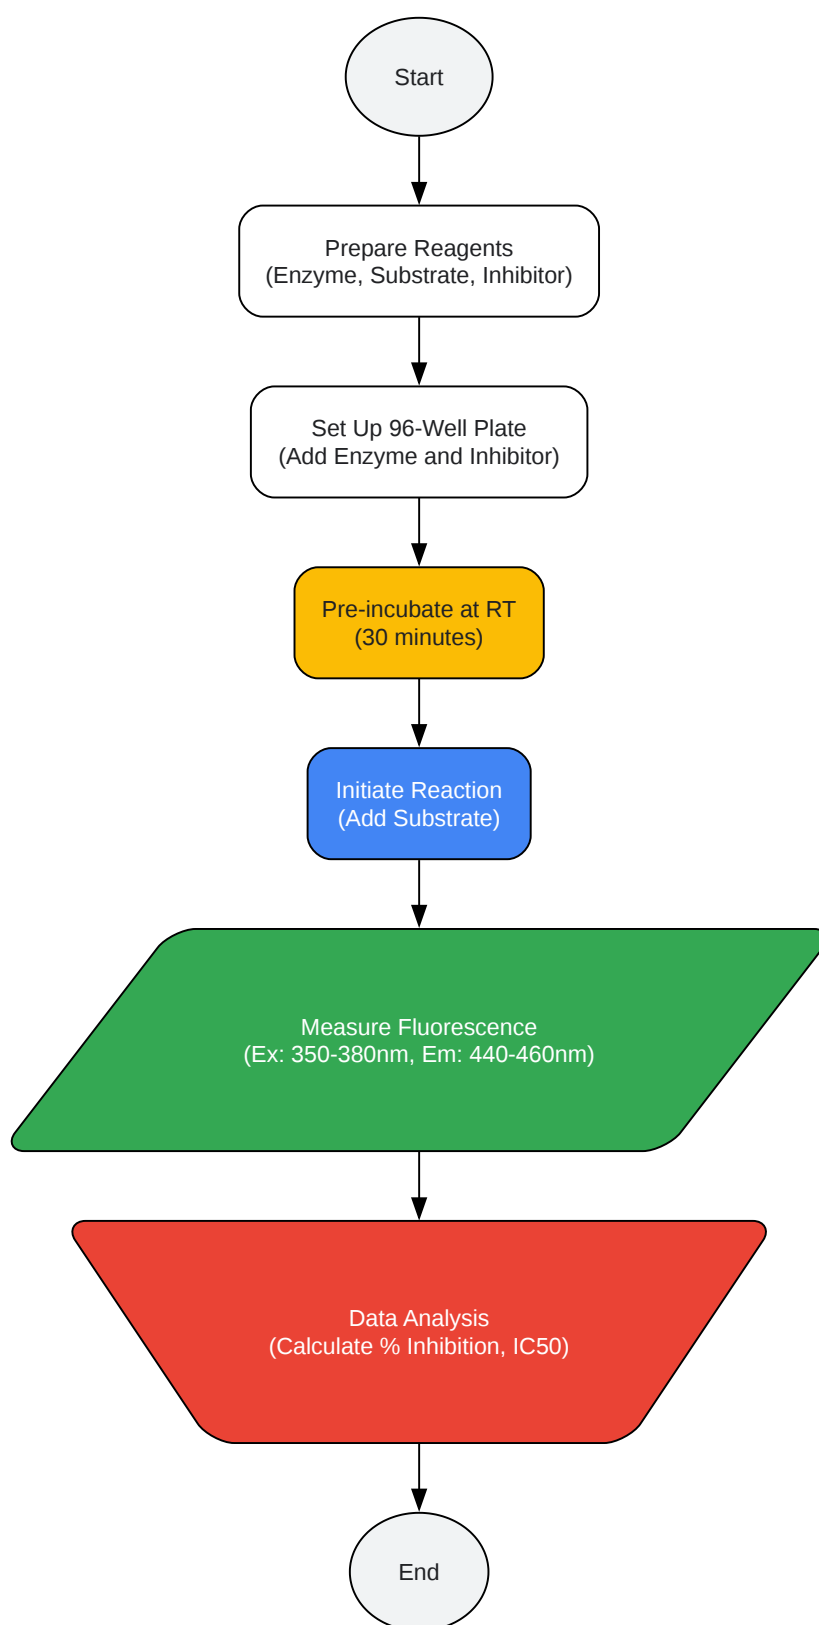 Start
Prepare Reagents
(Enzyme, Substrate, Inhibitor)
Set Up 96-Well Plate
(Add Enzyme and Inhibitor)
Pre-incubate at RT
(30 minutes)
Initiate Reaction
(Add Substrate)
Measure Fluorescence
(Ex: 350-380nm, Em: 440-460nm)
Data Analysis
(Calculate % Inhibition, IC50)
End